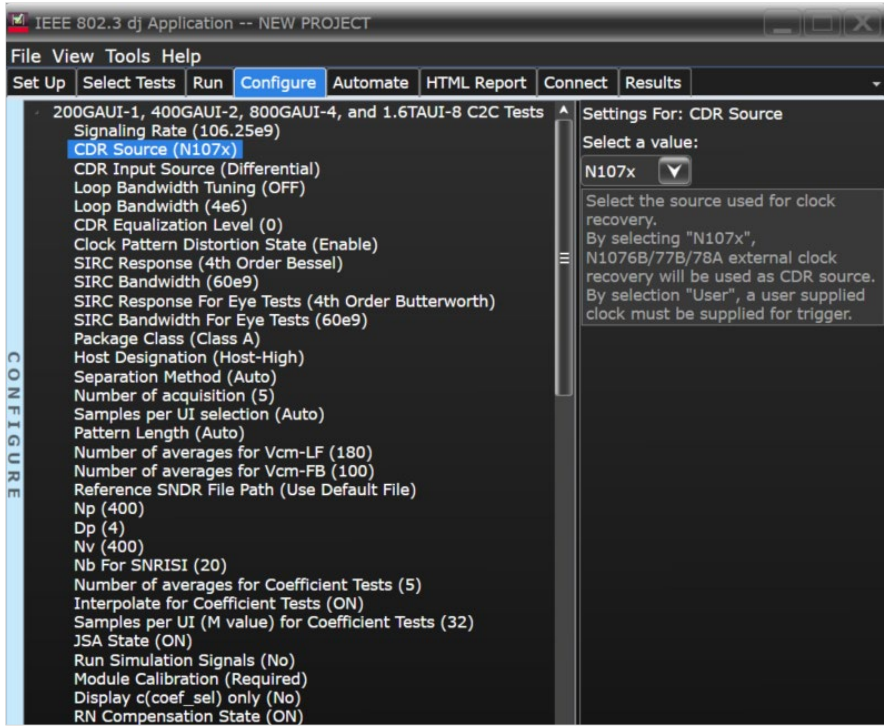 IEEE 802.3 dj Application -- NEW PROJECT
File View Tools Help
Set Up Select Tests Run Configure Automate HTML Report Connect Results
CONFIGURE
200GAUI-1, 400GAUI-2, 800GAUI-4, and 1.6TAUI-8 C2C Tests
Signaling Rate (106.25e9)
CDR Source (N107x)
CDR Input Source (Differential)
Loop Bandwidth Tuning (OFF)
Loop Bandwidth (4e6)
CDR Equalization Level (0)
Clock Pattern Distortion State (Enable)
SIRC Response (4th Order Bessel)
SIRC Bandwidth (60e9)
SIRC Response For Eye Tests (4th Order Butterworth)
SIRC Bandwidth For Eye Tests (60e9)
Package Class (Class A)
Host Designation (Host-High)
Separation Method (Auto)
Number of acquisition (5)
Samples per UI selection (Auto)
Pattern Length (Auto)
Number of averages for Vcm-LF (180)
Number of averages for Vcm-FB (100)
Reference SNDR File Path (Use Default File)
Np (400)
Dp (4)
Nv (400)
Nb For SNRISI (20)
Number of averages for Coefficient Tests (5)
Interpolate for Coefficient Tests (ON)
Samples per UI (M value) for Coefficient Tests (32)
JSA State (ON)
Run Simulation Signals (No)
Module Calibration (Required)
Display c(coef_sel) only (No)
RN Compensation State (ON)
Settings For: CDR Source
Select a value:
N107x
Select the source used for clock
recovery.
By selecting "N107x",
N1076B/77B/78A external clock
recovery will be used as CDR source.
By selection "User", a user supplied
clock must be supplied for trigger.